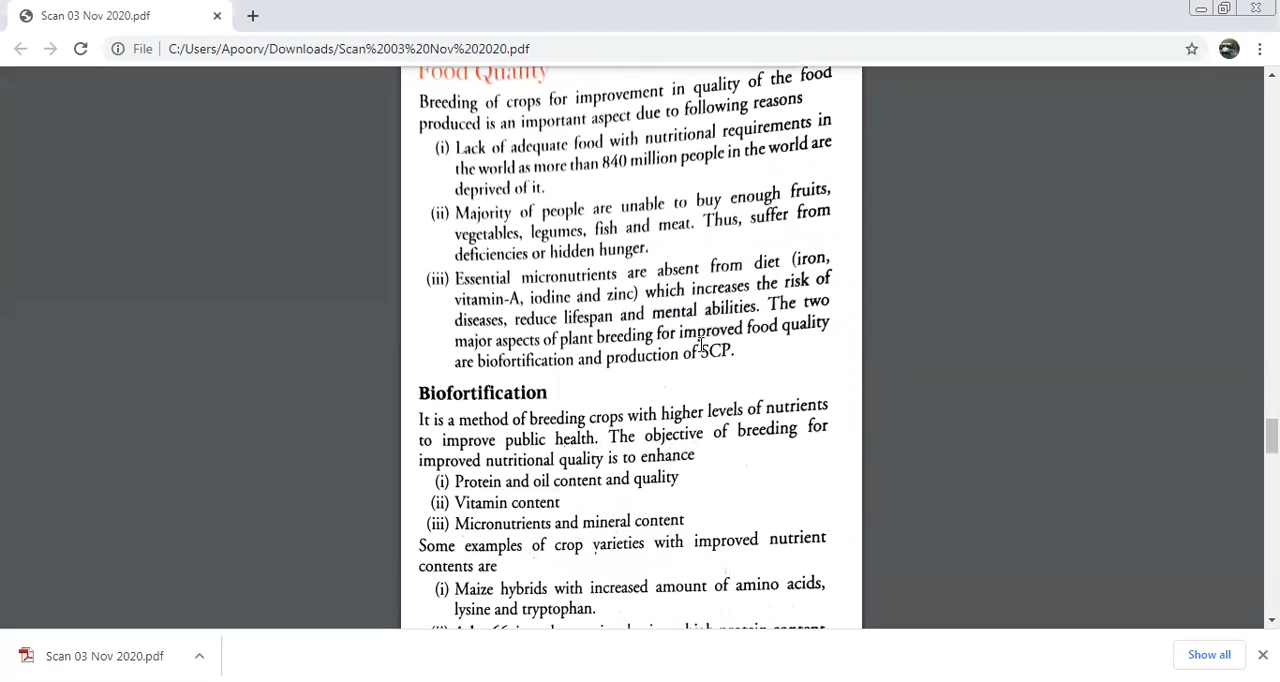 Scan 03 Nov 2020.pdf
File
C:/Users/Apoorv/Downloads/Scan%2003%20Nov%202020.pdf
Food Quality
Breeding of crops for improvement in quality of the food
produced is an important aspect due to following reasons
(i) Lack of adequate food with nutritional requirements in
the world as more than 840 million people in the world are
deprived of it.
(ii) Majority of people are unable to buy enough fruits,
vegetables, legumes, fish and meat. Thus, suffer from
deficiencies or hidden hunger.
(iii) Essential micronutrients are absent from diet (iron,
vitamin-A, iodine and zinc) which increases the risk of
diseases, reduce lifespan and mental abilities. The two
major aspects of plant breeding for improved food quality
are biofortification and production of SCP.
Biofortification
It is a method of breeding crops with higher levels of nutrients
to improve public health. The objective of breeding for
improved nutritional quality is to enhance
(i) Protein and oil content and quality
(ii) Vitamin content
(iii) Micronutrients and mineral content
Some examples of crop varieties with improved nutrient
contents are
(i) Maize hybrids with increased amount of amino acids,
lysine and tryptophan.
Scan 03 Nov 2020.pdf
Show all